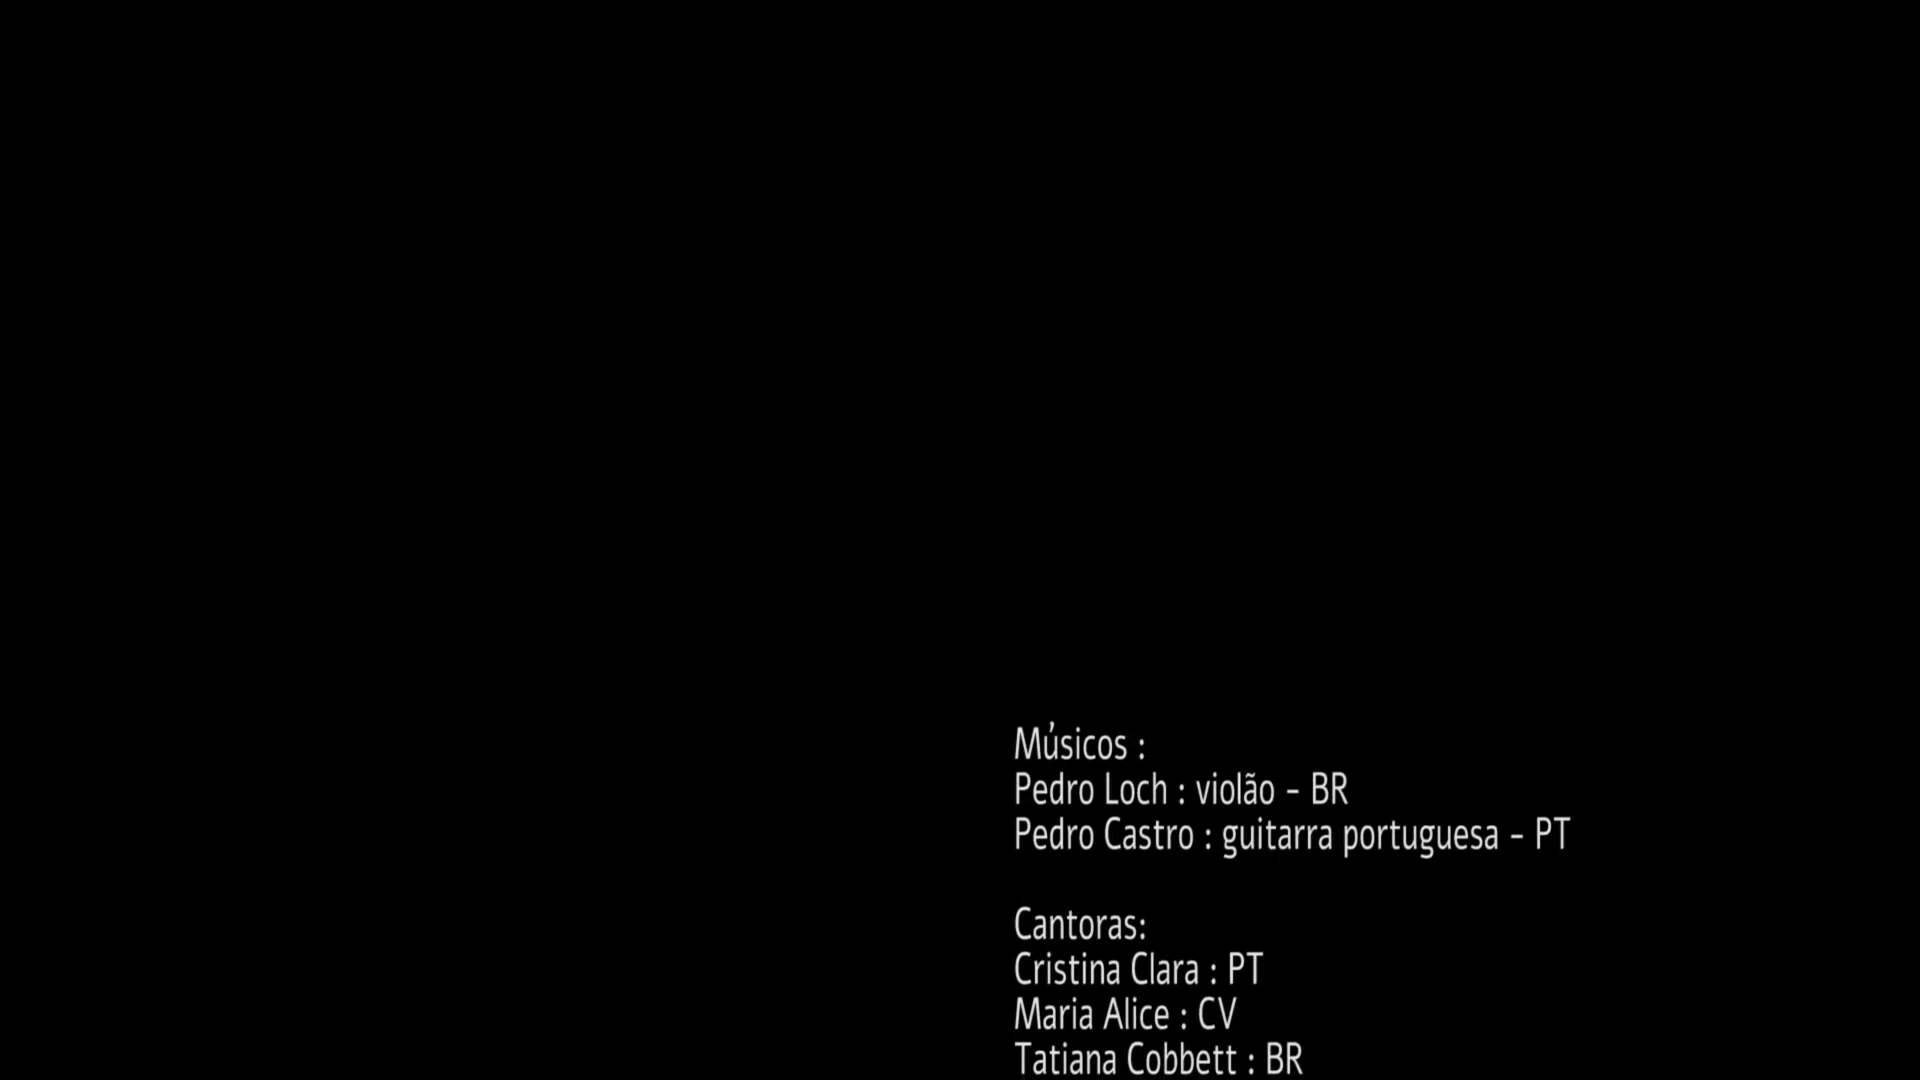 Músicos :
Pedro Loch : violão - BR
Pedro Castro : guitarra portuguesa - PT
Cantoras:
Cristina Clara : PT
Maria Alice : CV
Tatiana Cobbett : BR